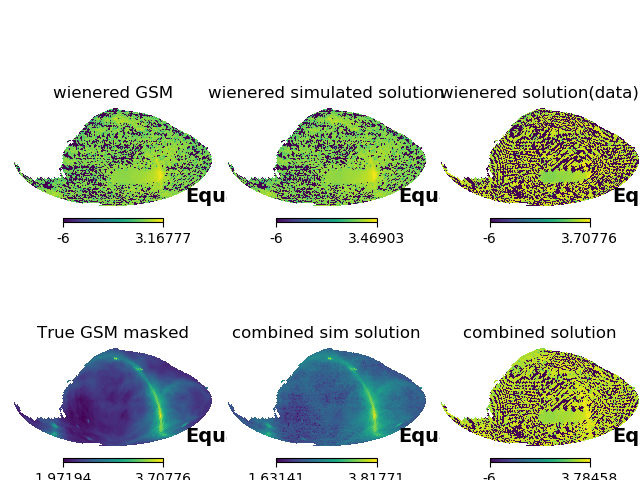 wienered GSM
wienered simulated solution
wienered solution(data)
Equ
Equ
Eq
-6 3.16777
-6 3.46903
-6 3.70776
True GSM masked
combined sim solution
combined solution
Equ
Equ
Eq
1.97194 3.70776
1.63141 3.81771
-6 3.78458